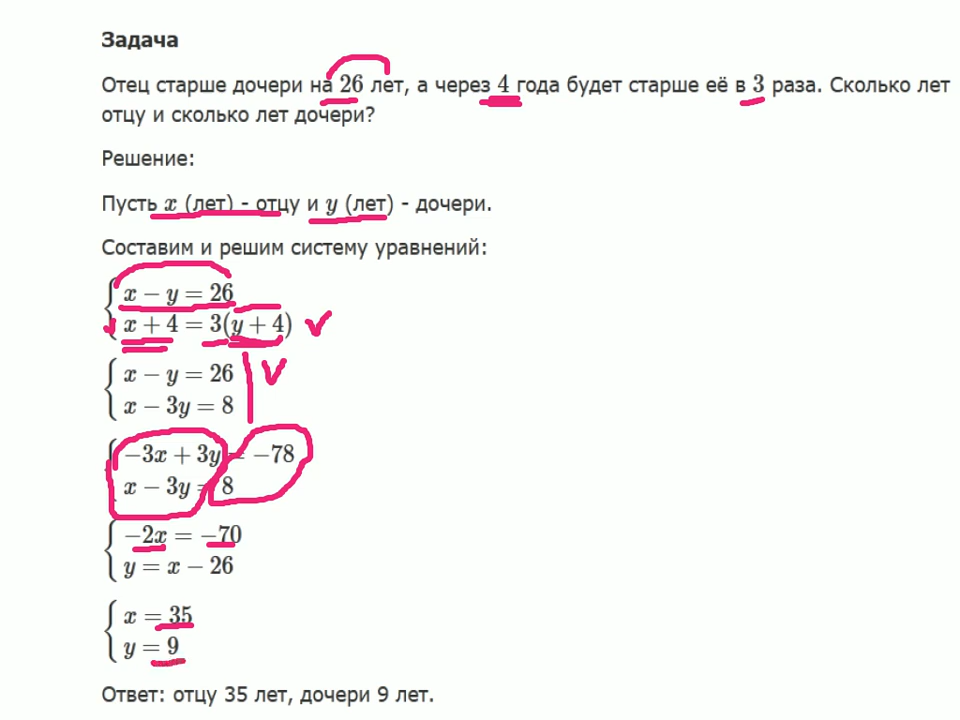 Задача
Отец старше дочери на 26 лет, а через 4 года будет старше её в 3 раза. Сколько лет
отцу и сколько лет дочери?
Решение:
Пусть x (лет) - отцу и y (лет) - дочери.
Составим и решим систему уравнений:
x − y = 26
x + 4 = 3(y + 4)
x − y = 26
x − 3y = 8
−3x + 3y = −78
x − 3y = 8
−2x = −70
y = x − 26
x = 35
y = 9
Ответ: отцу 35 лет, дочери 9 лет.